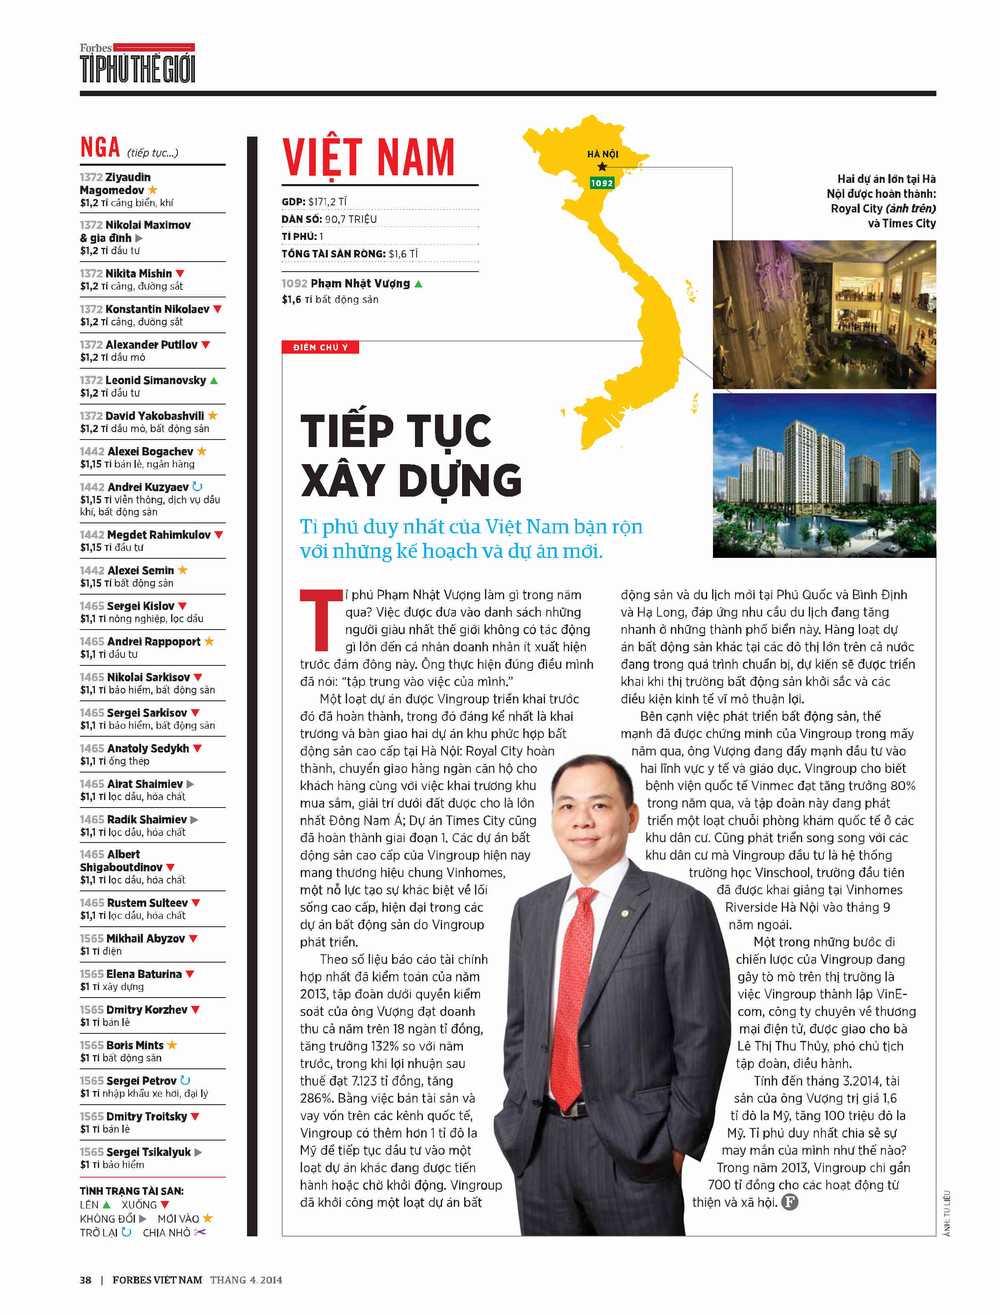 Forbes
TỈ PHÚ THẾ GIỚI
NGA (tiếp tục...)
1372 Ziyaudin
Magomedov
$1,2 Tỉ cảng biển, khí
1372 Nikolai Maximov
& gia đình
$1,2 Tỉ đầu tư
1372 Nikita Mishin
$1,2 Tỉ cảng, đường sắt
1372 Konstantin Nikolaev
$1,2 Tỉ cảng, đường sắt
1372 Alexander Putilov
$1,2 Tỉ dầu mỏ
1372 Leonid Simanovsky
$1,2 Tỉ đầu tư
1372 David Yakobashvili
$1,2 Tỉ dầu mỏ, bất động sản
1442 Alexei Bogachev
$1,15 Tỉ bán lẻ, ngân hàng
1442 Andrei Kuzyaev
$1,15 Tỉ viễn thông, dịch vụ dầu
khí, bất động sản
1442 Megdet Rahimkulov
$1,15 Tỉ đầu tư
1442 Alexei Semin
$1,15 Tỉ bất động sản
1465 Sergei Kislov
$1,1 Tỉ nông nghiệp, lọc dầu
1465 Andrei Rappoport
$1,1 Tỉ đầu tư
1465 Nikolai Sarkisov
$1,1 Tỉ bảo hiểm, bất động sản
1465 Sergei Sarkisov
$1,1 Tỉ bảo hiểm, bất động sản
1465 Anatoly Sedykh
$1,1 Tỉ ống thép
1465 Airat Shaimiev
$1,1 Tỉ lọc dầu, hóa chất
1465 Radik Shaimiev
$1,1 Tỉ lọc dầu, hóa chất
1465 Albert
Shigaboutdinov
$1,1 Tỉ lọc dầu, hóa chất
1465 Rustem Sulteev
$1,1 Tỉ lọc dầu, hóa chất
1565 Mikhail Abyzov
$1 Tỉ điện
1565 Elena Baturina
$1 Tỉ xây dựng
1565 Dmitry Korzhev
$1 Tỉ bán lẻ
1565 Boris Mints
$1 Tỉ bất động sản
1565 Sergei Petrov
$1 Tỉ nhập khẩu xe hơi, đại lý
1565 Dmitry Troitsky
$1 Tỉ bán lẻ
1565 Sergei Tsikalyuk
$1 Tỉ bảo hiểm
TÌNH TRẠNG TÀI SẢN:
LÊN XUỐNG
KHÔNG ĐỔI MỚI VÀO
TRỞ LẠI CHIA NHỎ
VIỆT NAM
GDP: $171,2 TỈ
DÂN SỐ: 90,7 TRIỆU
TỈ PHÚ: 1
TỔNG TÀI SẢN RÒNG: $1,6 TỈ
1092 Phạm Nhật Vượng
$1,6 Tỉ bất động sản
HÀ NỘI
1092
Hai dự án lớn tại Hà
Nội được hoàn thành:
Royal City (ảnh trên)
và Times City
ĐIỂM CHÚ Ý
TIẾP TỤC
XÂY DỰNG
Tỉ phú duy nhất của Việt Nam bận rộn
với những kế hoạch và dự án mới.
Tỉ phú Phạm Nhật Vượng làm gì trong năm
qua? Việc được đưa vào danh sách những
người giàu nhất thế giới không có tác động
gì lớn đến cá nhân doanh nhân ít xuất hiện
trước đám đông này. Ông thực hiện đúng điều mình
đã nói: “tập trung vào việc của mình.”
Một loạt dự án được Vingroup triển khai trước
đó đã hoàn thành, trong đó đáng kể nhất là khai
trương và bàn giao hai dự án khu phức hợp bất
động sản cao cấp tại Hà Nội: Royal City hoàn
thành, chuyển giao hàng ngàn căn hộ cho
khách hàng cùng với việc khai trương khu
mua sắm, giải trí dưới đất được cho là lớn
nhất Đông Nam Á; Dự án Times City cũng
đã hoàn thành giai đoạn 1. Các dự án bất
động sản cao cấp của Vingroup hiện nay
mang thương hiệu chung Vinhomes,
một nỗ lực tạo sự khác biệt về lối
sống cao cấp, hiện đại trong các
dự án bất động sản do Vingroup
phát triển.
Theo số liệu báo cáo tài chính
hợp nhất đã kiểm toán của năm
2013, tập đoàn dưới quyền kiểm
soát của ông Vượng đạt doanh
thu cả năm trên 18 ngàn tỉ đồng,
tăng trưởng 132% so với năm
trước, trong khi lợi nhuận sau
thuế đạt 7.123 tỉ đồng, tăng
286%. Bằng việc bán tài sản và
vay vốn trên các kênh quốc tế,
Vingroup có thêm hơn 1 tỉ đô la
Mỹ để tiếp tục đầu tư vào một
loạt dự án khác đang được tiến
hành hoặc chờ khởi động. Vingroup
đã khởi công một loạt dự án bất
động sản và du lịch mới tại Phú Quốc và Bình Định
và Hạ Long, đáp ứng nhu cầu du lịch đang tăng
nhanh ở những thành phố biển này. Hàng loạt dự
án bất động sản khác tại các đô thị lớn trên cả nước
đang trong quá trình chuẩn bị, dự kiến sẽ được triển
khai khi thị trường bất động sản khởi sắc và các
điều kiện kinh tế vĩ mô thuận lợi.
Bên cạnh việc phát triển bất động sản, thế
mạnh đã được chứng minh của Vingroup trong mấy
năm qua, ông Vượng đang đẩy mạnh đầu tư vào
hai lĩnh vực y tế và giáo dục. Vingroup cho biết
bệnh viện quốc tế Vinmec đạt tăng trưởng 80%
trong năm qua, và tập đoàn này đang phát
triển một loạt chuỗi phòng khám quốc tế ở các
khu dân cư. Cũng phát triển song song với các
khu dân cư mà Vingroup đầu tư là hệ thống
trường học Vinschool, trường đầu tiên
đã được khai giảng tại Vinhomes
Riverside Hà Nội vào tháng 9
năm ngoái.
Một trong những bước đi
chiến lược của Vingroup đang
gây tò mò trên thị trường là
việc Vingroup thành lập VinE-
com, công ty chuyên về thương
mại điện tử, được giao cho bà
Lê Thị Thu Thủy, phó chủ tịch
tập đoàn, điều hành.
Tính đến tháng 3.2014, tài
sản của ông Vượng trị giá 1,6
tỉ đô la Mỹ, tăng 100 triệu đô la
Mỹ. Tỉ phú duy nhất chia sẻ sự
may mắn của mình như thế nào?
Trong năm 2013, Vingroup chi gần
700 tỉ đồng cho các hoạt động từ
thiện và xã hội. F
ẢNH: TƯ LIỆU
38 | FORBES VIỆT NAM THÁNG 4. 2014